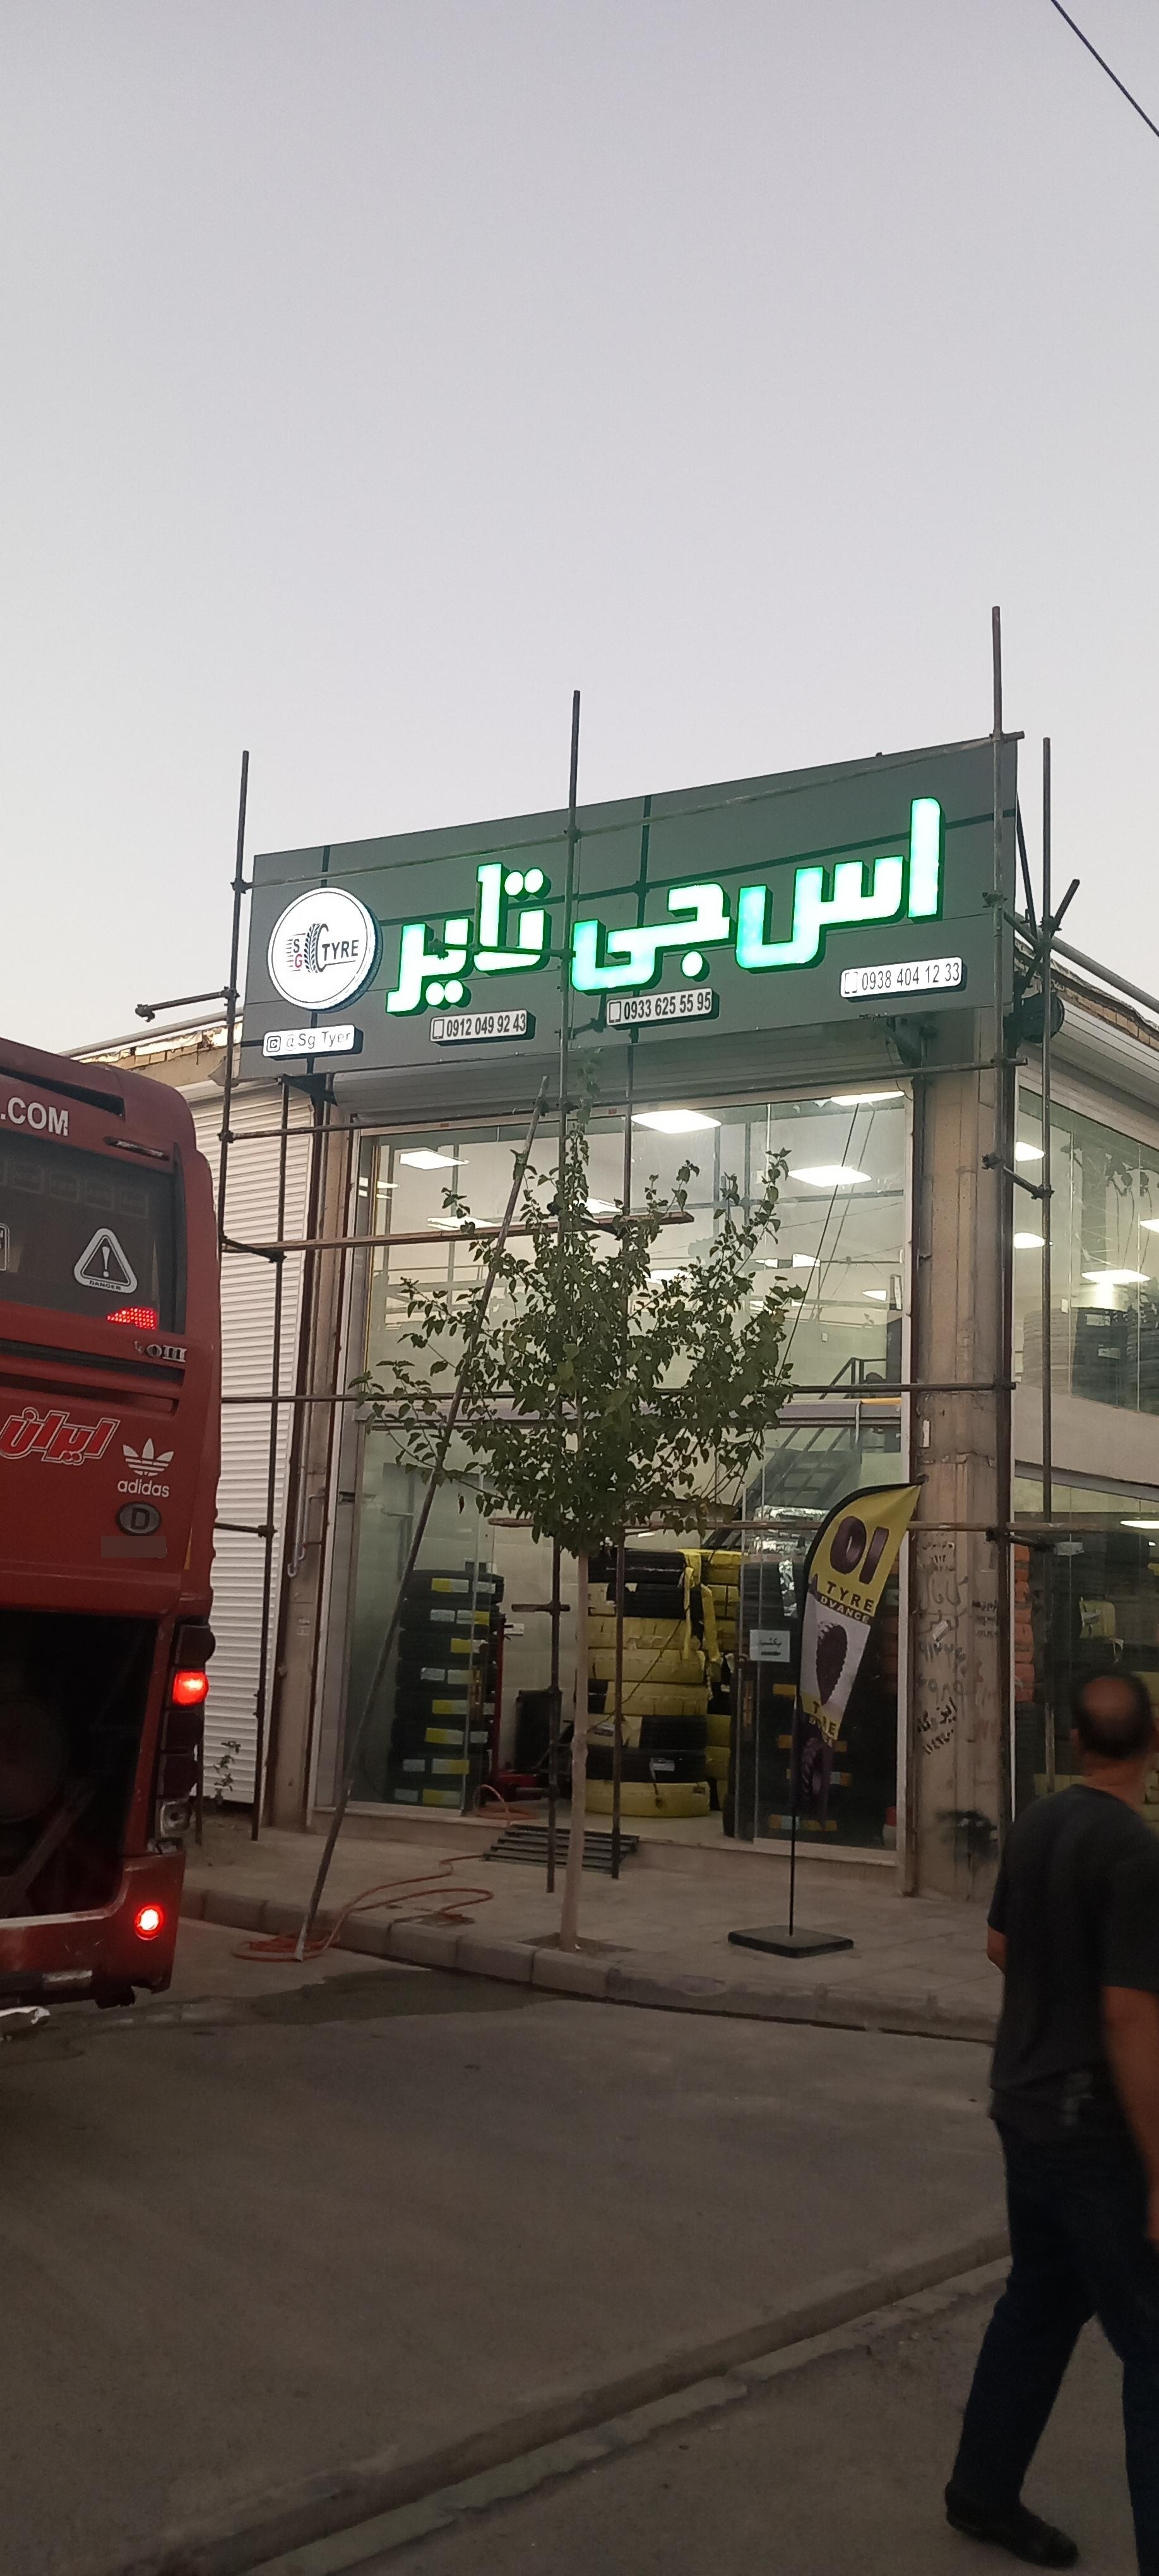 اس جی تایر
SG TYRE
@Sg Tyer
0912 049 92 43
0933 625 55 95
0938 404 12 33
.COM
DANGER
ایران
adidas
D
TYRE